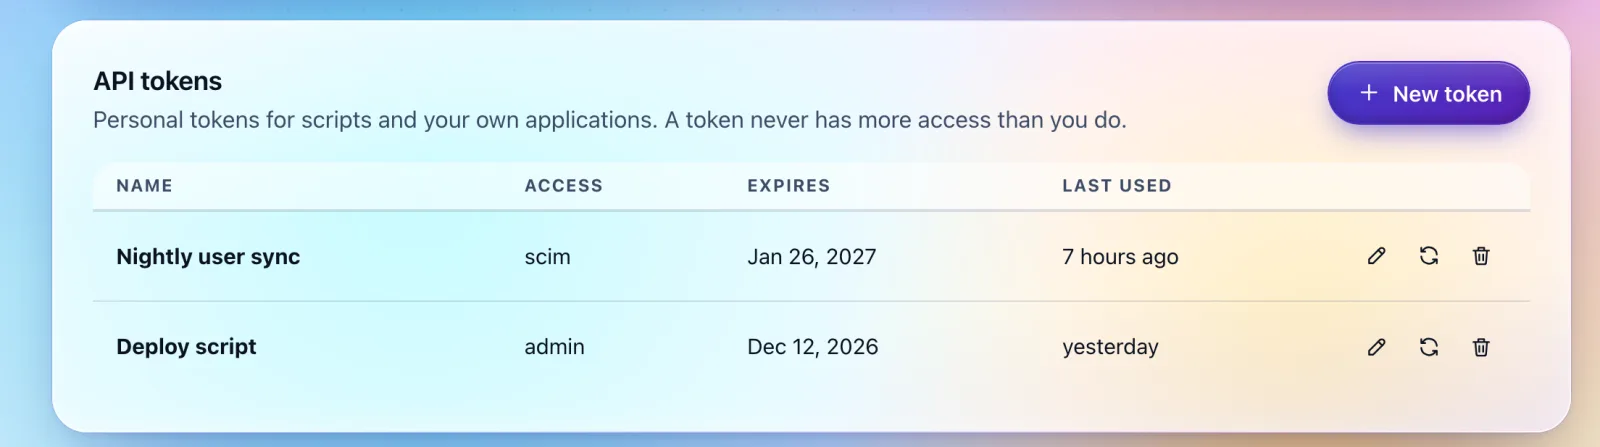 API tokens
Personal tokens for scripts and your own applications. A token never has more access than you do.
New token
NAME ACCESS EXPIRES LAST USED
Nightly user sync scim Jan 26, 2027 7 hours ago
Deploy script admin Dec 12, 2026 yesterday